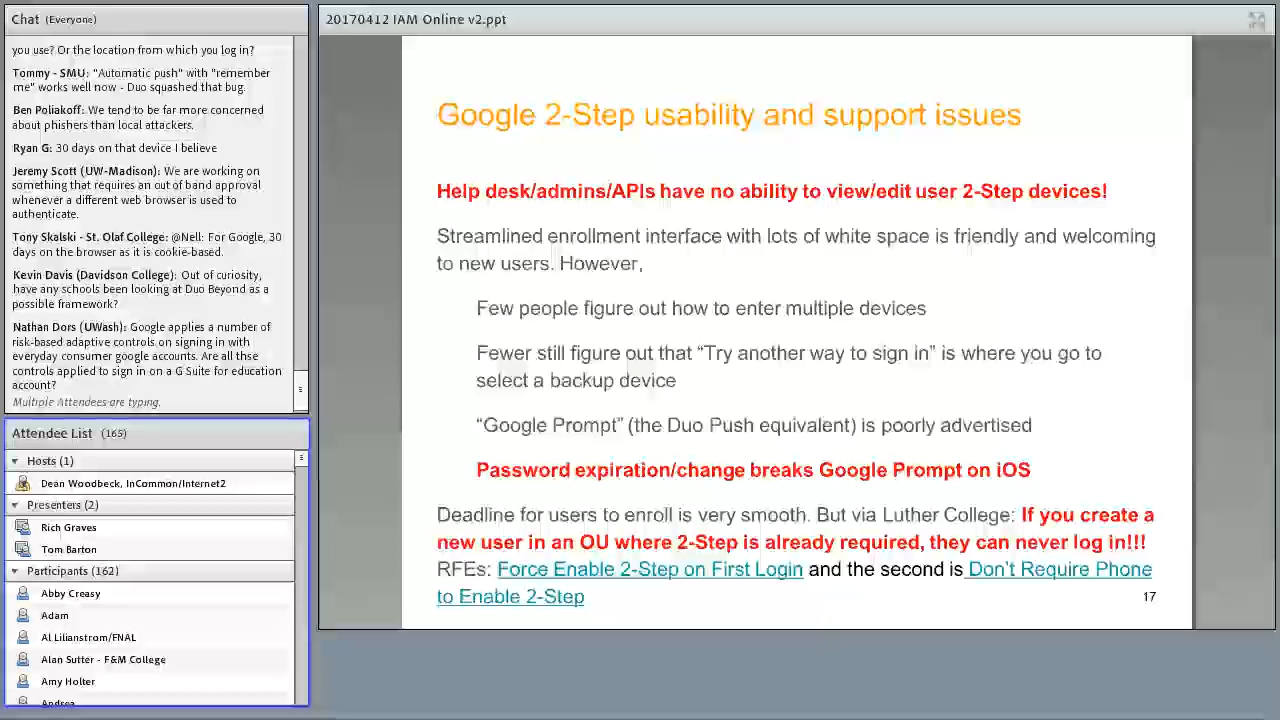 Chat (Everyone)
you use? Or the location from which you log in?
Tommy - SMU: "Automatic push" with "remember
me" works well now - Duo squashed that bug.
Ben Poliakoff: We tend to be far more concerned
about phishers than local attackers.
Ryan G: 30 days on that device I believe
Jeremy Scott (UW-Madison): We are working on
something that requires an out of band approval
whenever a different web browser is used to
authenticate.
Tony Skalski - St. Olaf College: @Nell: For Google, 30
days on the browser as it is cookie-based.
Kevin Davis (Davidson College): Out of curiosity,
have any schools been looking at Duo Beyond as a
possible framework?
Nathan Dors (UWash): Google applies a number of
risk-based adaptive controls on signing in with
everyday consumer google accounts. Are all thse
controls applied to sign in on a G Suite for education
account?
Multiple Attendees are typing.
Attendee List (165)
Hosts (1)
Dean Woodbeck, InCommon/Internet2
Presenters (2)
Rich Graves
Tom Barton
Participants (162)
Abby Creasy
Adam
Al Lilianstrom/FNAL
Alan Sutter - F&M College
Amy Holter
Andrea
20170412 IAM Online v2.ppt
Google 2-Step usability and support issues
Help desk/admins/APIs have no ability to view/edit user 2-Step devices!
Streamlined enrollment interface with lots of white space is friendly and welcoming
to new users. However,
Few people figure out how to enter multiple devices
Fewer still figure out that “Try another way to sign in” is where you go to
select a backup device
“Google Prompt” (the Duo Push equivalent) is poorly advertised
Password expiration/change breaks Google Prompt on iOS
Deadline for users to enroll is very smooth. But via Luther College: If you create a
new user in an OU where 2-Step is already required, they can never log in!!!
RFEs: Force Enable 2-Step on First Login and the second is Don’t Require Phone
to Enable 2-Step
17